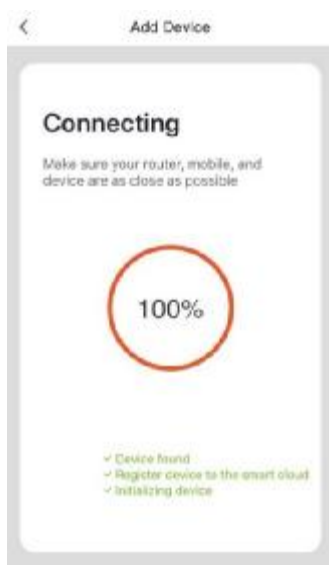 Add Device
Connecting
Make sure your router, mobile, and
device are as close as possible
100%
✓ Device found
✓ Register device to the smart cloud
✓ Initializing device